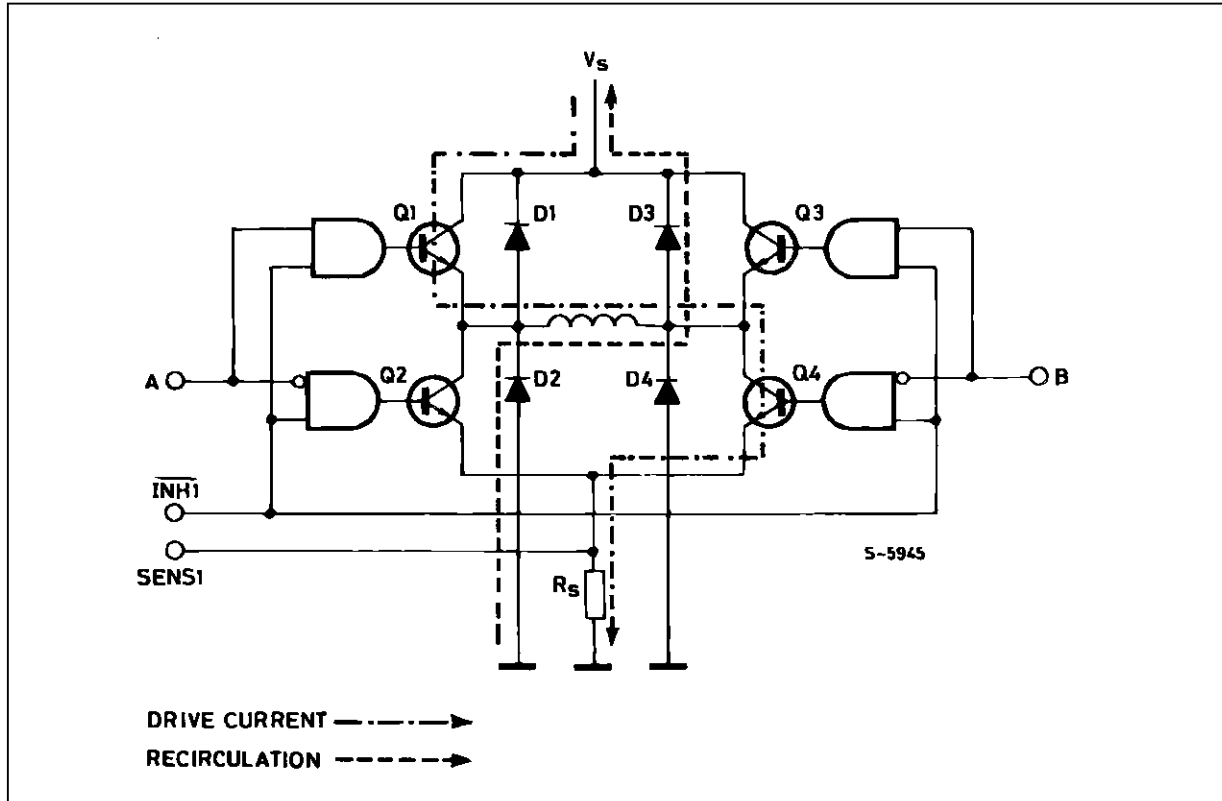 Vs
Q1
D1
D3
Q3
A
Q2
D2
D4
Q4
B
INH1
SENS1
Rs
S-5945
DRIVE CURRENT
RECIRCULATION